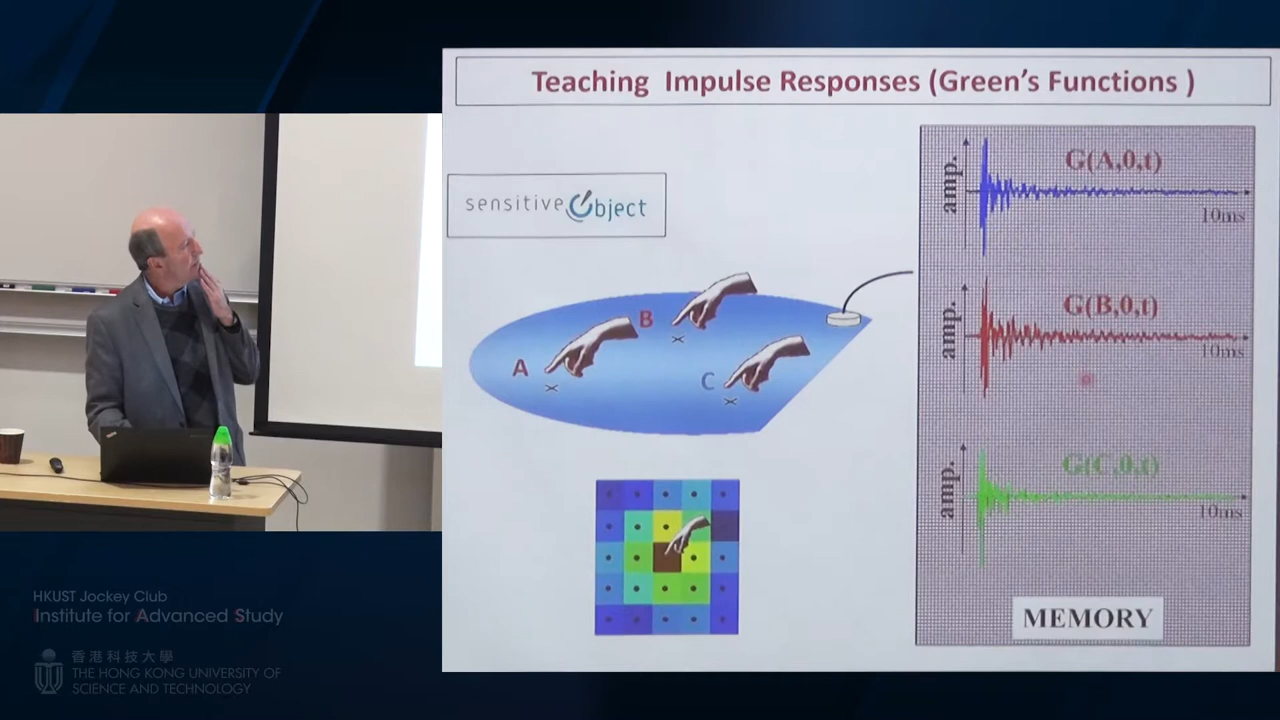 Teaching Impulse Responses (Green's Functions )
sensitive Object
A
B
C
amp.
G(A,0,t)
10ms
amp.
G(B,0,t)
10ms
amp.
G(C,0,t)
10ms
MEMORY
HKUST Jockey Club
Institute for Advanced Study
香港科技大學
THE HONG KONG UNIVERSITY OF
SCIENCE AND TECHNOLOGY